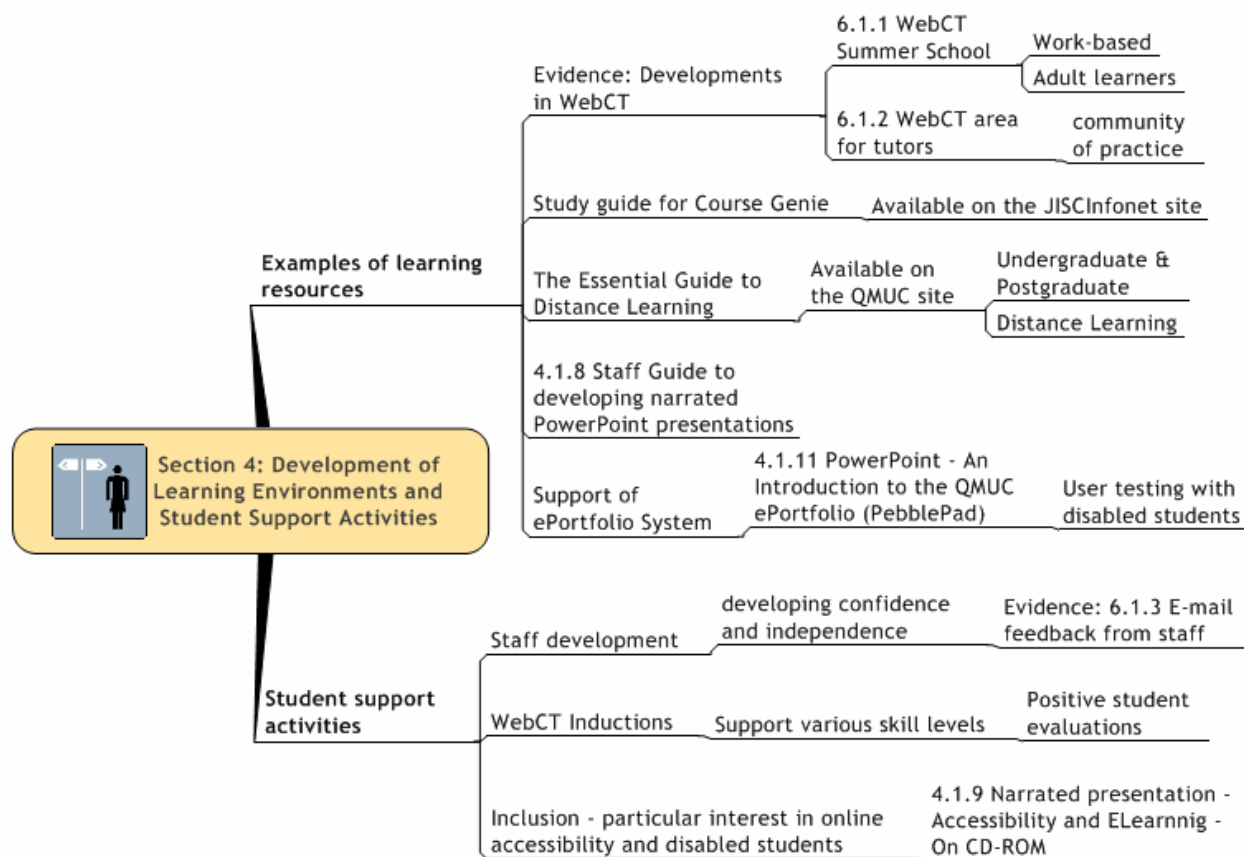 6.1.1 WebCT
Summer School
Work-based
Adult learners
Evidence: Developments
in WebCT
6.1.2 WebCT area
for tutors
community
of practice
Study guide for Course Genie
Available on the JISCInfonet site
Examples of learning
resources
The Essential Guide to
Distance Learning
Available on
the QMUC site
Undergraduate &
Postgraduate
Distance Learning
4.1.8 Staff Guide to
developing narrated
PowerPoint presentations
Support of
ePortfolio System
4.1.11 PowerPoint - An
Introduction to the QMUC
ePortfolio (PebblePad)
User testing with
disabled students
Section 4: Development of
Learning Environments and
Student Support Activities
Student support
activities
Staff development
developing confidence
and independence
Evidence: 6.1.3 E-mail
feedback from staff
WebCT Inductions
Support various skill levels
Positive student
evaluations
Inclusion - particular interest in online
accessibility and disabled students
4.1.9 Narrated presentation -
Accessibility and ELearnnig -
On CD-ROM